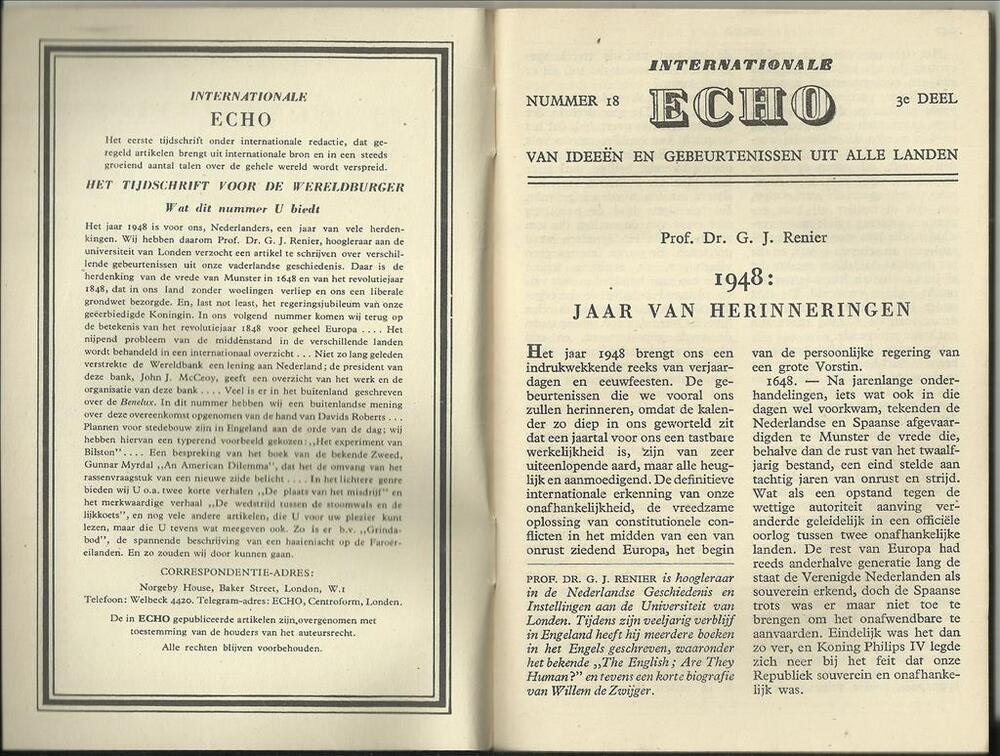 INTERNATIONALE
ECHO
Het eerste tijdschrift onder internationale redactie, dat ge-
regeld artikelen brengt uit internationale bron en in een steeds
groeiend aantal talen over de gehele wereld wordt verspreid.
HET TIJDSCHRIFT VOOR DE WERELDBURGER
Wat dit nummer U biedt
Het jaar 1948 is voor ons, Nederlanders, een jaar van vele herden-
kingen. Wij hebben daarom Prof. Dr. G. J. Renier, hoogleraar aan de
universiteit van Londen verzocht een artikel te schrijven over verschil-
lende gebeurtenissen uit onze vaderlandse geschiedenis. Daar is de
herdenking van de vrede van Munster in 1648 en van het revolutiejaar
1848, dat in ons land zonder woelingen verliep en ons een liberale
grondwet bezorgde. En, last not least, het regeringsjubileum van onze
geëerbiedigde Koningin. In ons volgend nummer komen wij terug op
de betekenis van het revolutiejaar 1848 voor geheel Europa .... Het
nijpend probleem van de middenstand in de verschillende landen
wordt behandeld in een internationaal overzicht ... Niet zo lang geleden
verstrekte de Wereldbank een lening aan Nederland; de president van
deze bank, John J. McCeoy, geeft een overzicht van het werk en de
organisatie van deze bank .... Veel is er in het buitenland geschreven
over de Benelux. In dit nummer hebben wij een buitenlandse mening
over deze overeenkomst opgenomen van de hand van Davids Roberts ...
Plannen voor stedebouw zijn in Engeland aan de orde van de dag; wij
hebben hiervan een typerend voorbeeld gekozen: „Het experiment van
Bilston".... Een bespreking van het boek van de bekende Zweed,
Gunnar Myrdal „An American Dilemma", dat het de omvang van het
rassenvraagstuk van een nieuwe zijde belicht .... In het lichtere genre
bieden wij U o.a. twee korte verhalen „De plaats van het misdrijf" en
het merkwaardige verhaal „De wedstrijd tussen de stoomwals en de
lijkkoets", en nog vele andere artikelen, die U voor uw plezier kunt
lezen, maar die U tevens wat meegeven ook. Zo is er b.v. „Grinda-
bod", de spannende beschrijving van een haaienjacht op de Faroër-
eilanden. En zo zouden wij door kunnen gaan.
CORRESPONDENTIE-ADRES:
Norgeby House, Baker Street, London, W.1
Telefoon: Welbeck 4420. Telegram-adres: ECHO, Centroform, Londen.
De in ECHO gepubliceerde artikelen zijn overgenomen met
toestemming van de houders van het auteursrecht.
Alle rechten blijven voorbehouden.
INTERNATIONALE
NUMMER 18 ECHO 3e DEEL
VAN IDEEËN EN GEBEURTENISSEN UIT ALLE LANDEN
Prof. Dr. G. J. Renier
1948:
JAAR VAN HERINNERINGEN
Het jaar 1948 brengt ons een
indrukwekkende reeks van verjaar-
dagen en eeuwfeesten. De ge-
beurtenissen die we vooral ons
zullen herinneren, omdat de kalen-
der zo diep in ons geworteld zit
dat een jaartal voor ons een tastbare
werkelijkheid is, zijn van zeer
uiteenlopende aard, maar alle heug-
lijk en aanmoedigend. De definitieve
internationale erkenning van onze
onafhankelijkheid, de vreedzame
oplossing van constitutionele con-
flicten in het midden van een van
onrust ziedend Europa, het begin
PROF. DR. G. J. RENIER is hoogleraar
in de Nederlandse Geschiedenis en
Instellingen aan de Universiteit van
Londen. Tijdens zijn veeljarig verblijf
in Engeland heeft hij meerdere boeken
in het Engels geschreven, waaronder
het bekende „The English; Are They
Human?" en tevens een korte biografie
van Willem de Zwijger.
van de persoonlijke regering van
een grote Vorstin.
1648. — Na jarenlange onder-
handelingen, iets wat ook in die
dagen wel voorkwam, tekenden de
Nederlandse en Spaanse afgevaar-
digden te Munster de vrede die,
behalve dan de rust van het twaalf-
jarig bestand, een eind stelde aan
tachtig jaren van onrust en strijd.
Wat als een opstand tegen de
wettige autoriteit aanving ver-
anderde geleidelijk in een officiële
oorlog tussen twee onafhankelijke
landen. De rest van Europa had
reeds anderhalve generatie lang de
staat de Verenigde Nederlanden als
souverein erkend, doch de Spaanse
trots was er maar niet toe te
brengen om het onafwendbare te
aanvaarden. Eindelijk was het dan
zo ver, en Koning Philips IV legde
zich neer bij het feit dat onze
Republiek souverein en onafhanke-
lijk was.